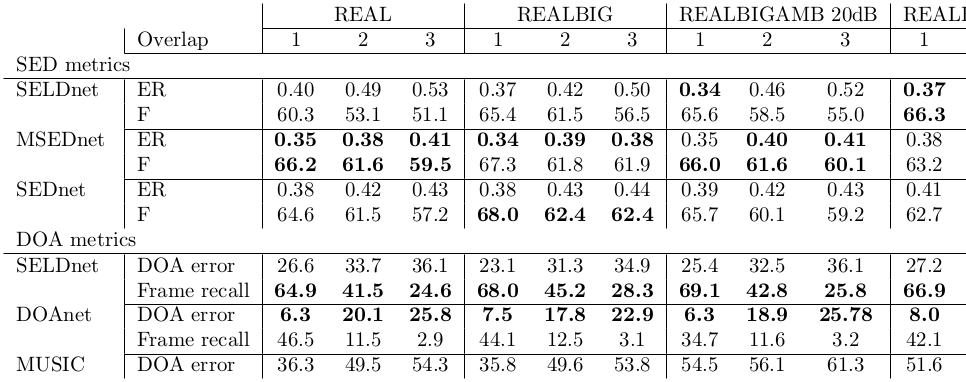 REAL REALBIG REALBIGAMB 20dB
Overlap 1 2 3 1 2 3 1 2 3 1
SED metrics
SELDnet ER 0.40 0.49 0.53 0.37 0.42 0.50 0.34 0.46 0.52 0.37
F 60.3 53.1 51.1 65.4 61.5 56.5 65.6 58.5 55.0 66.3
MSEDnet ER 0.35 0.38 0.41 0.34 0.39 0.38 0.35 0.40 0.41 0.38
F 66.2 61.6 59.5 67.3 61.8 61.9 66.0 61.6 60.1 63.2
SEDnet ER 0.38 0.42 0.43 0.38 0.43 0.44 0.39 0.42 0.43 0.41
F 64.6 61.5 57.2 68.0 62.4 62.4 65.7 60.1 59.2 62.7
DOA metrics
SELDnet DOA error 26.6 33.7 36.1 23.1 31.3 34.9 25.4 32.5 36.1 27.2
Frame recall 64.9 41.5 24.6 68.0 45.2 28.3 69.1 42.8 25.8 66.9
DOAnet DOA error 6.3 20.1 25.8 7.5 17.8 22.9 6.3 18.9 25.78 8.0
Frame recall 46.5 11.5 2.9 44.1 12.5 3.1 34.7 11.6 3.2 42.1
MUSIC DOA error 36.3 49.5 54.3 35.8 49.6 53.8 54.5 56.1 61.3 51.6